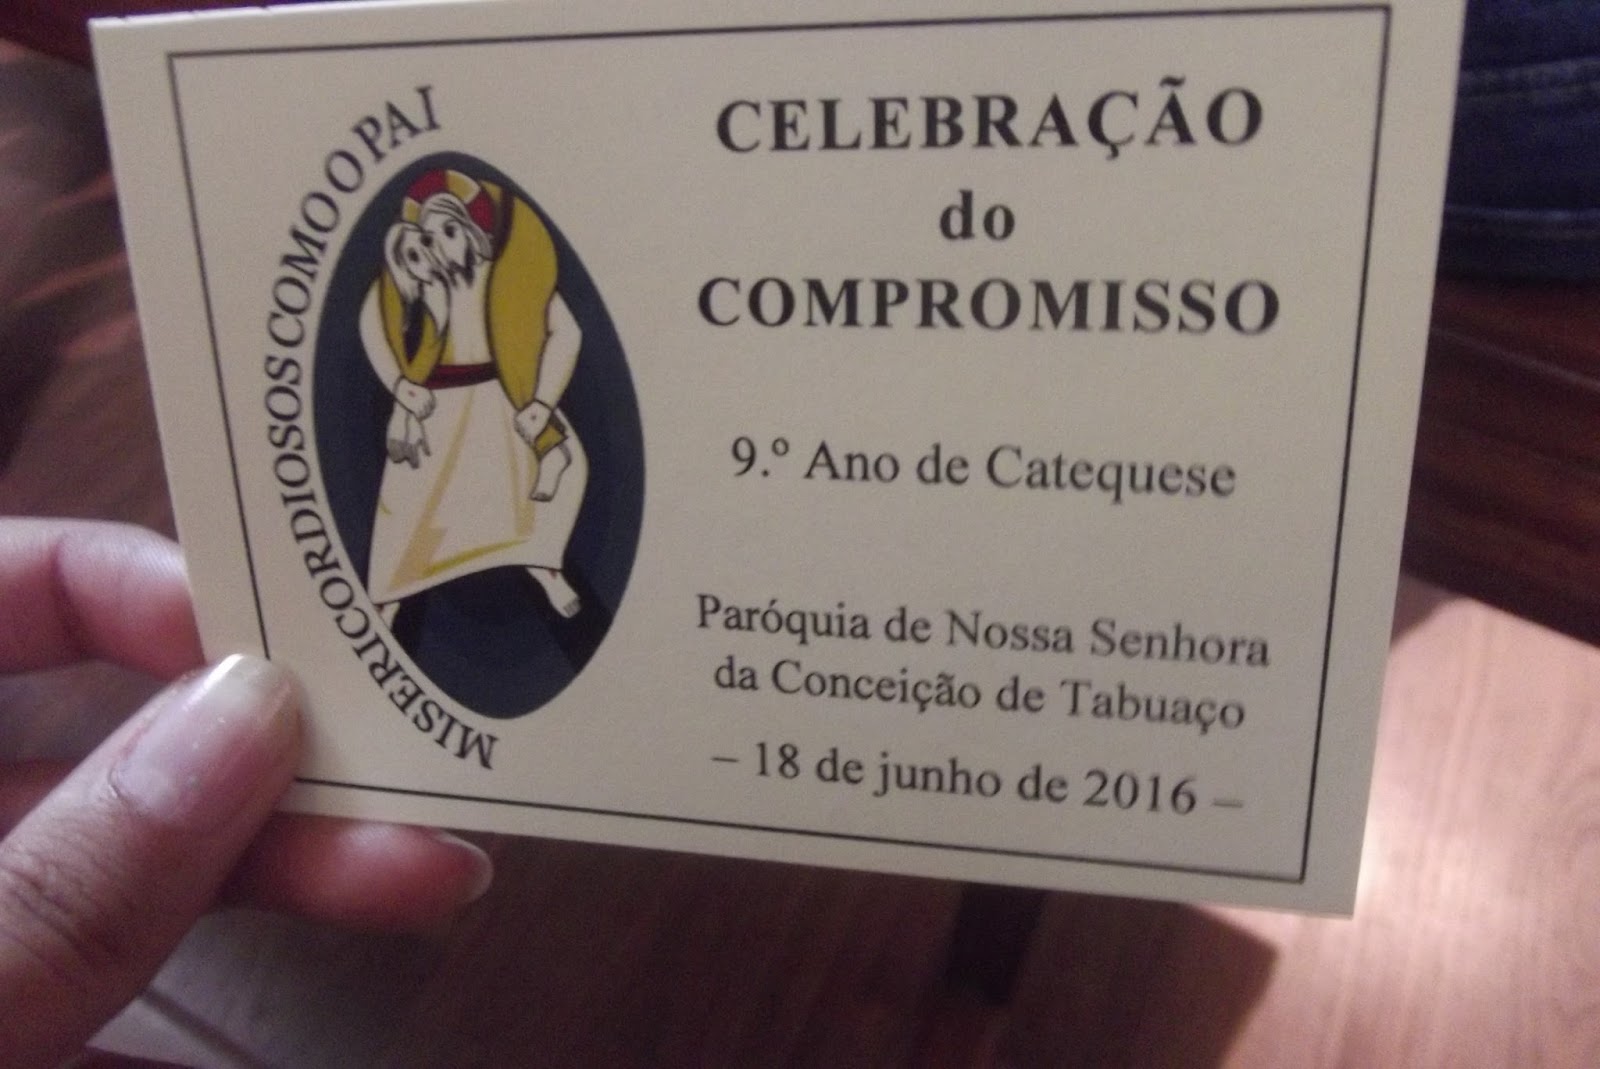 MISERICORDIOSOS COMO O PAI
CELEBRAÇÃO
do
COMPROMISSO
9.º Ano de Catequese
Paróquia de Nossa Senhora
da Conceição de Tabuaço
– 18 de junho de 2016 –